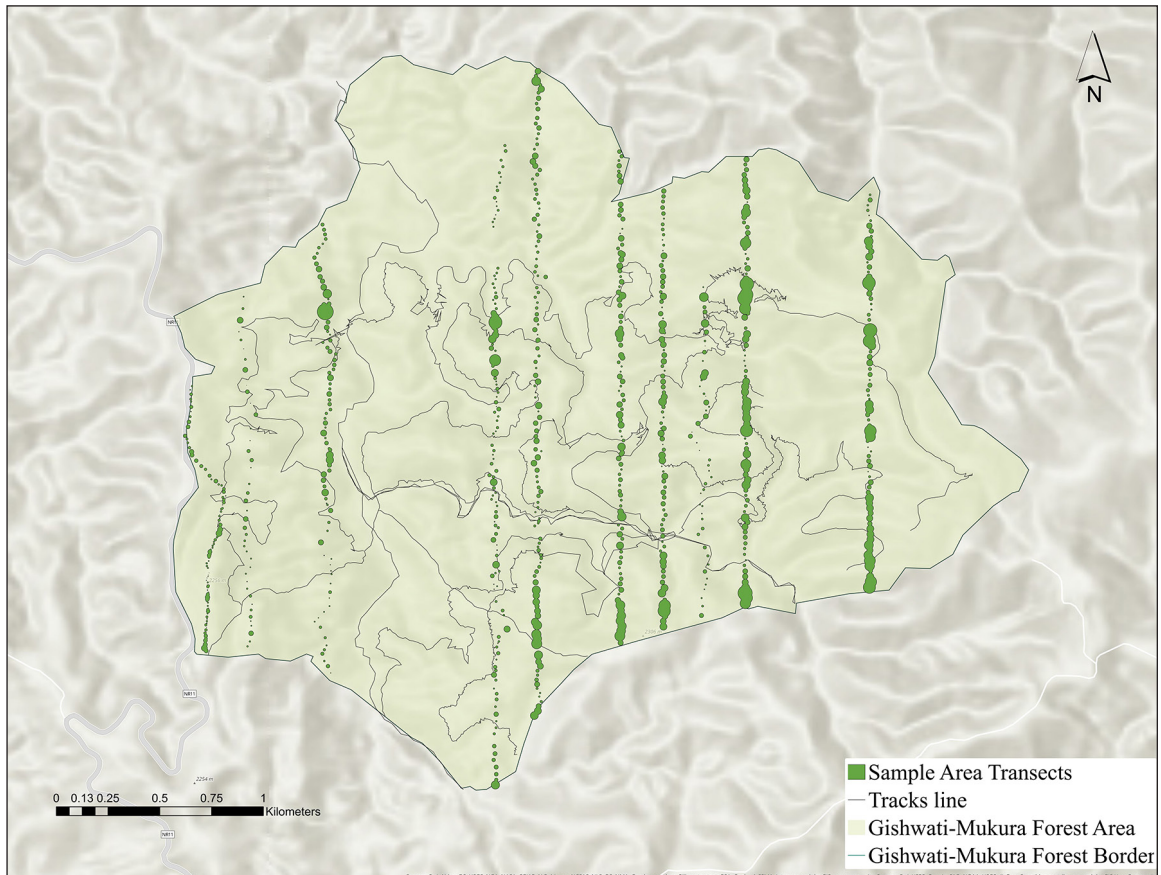 N
NR11
NR11
2254 m
0 0.13 0.25 0.5 0.75 1
Kilometers
NR11
Sample Area Transects
Tracks line
Gishwati-Mukura Forest Area
Gishwati-Mukura Forest Border